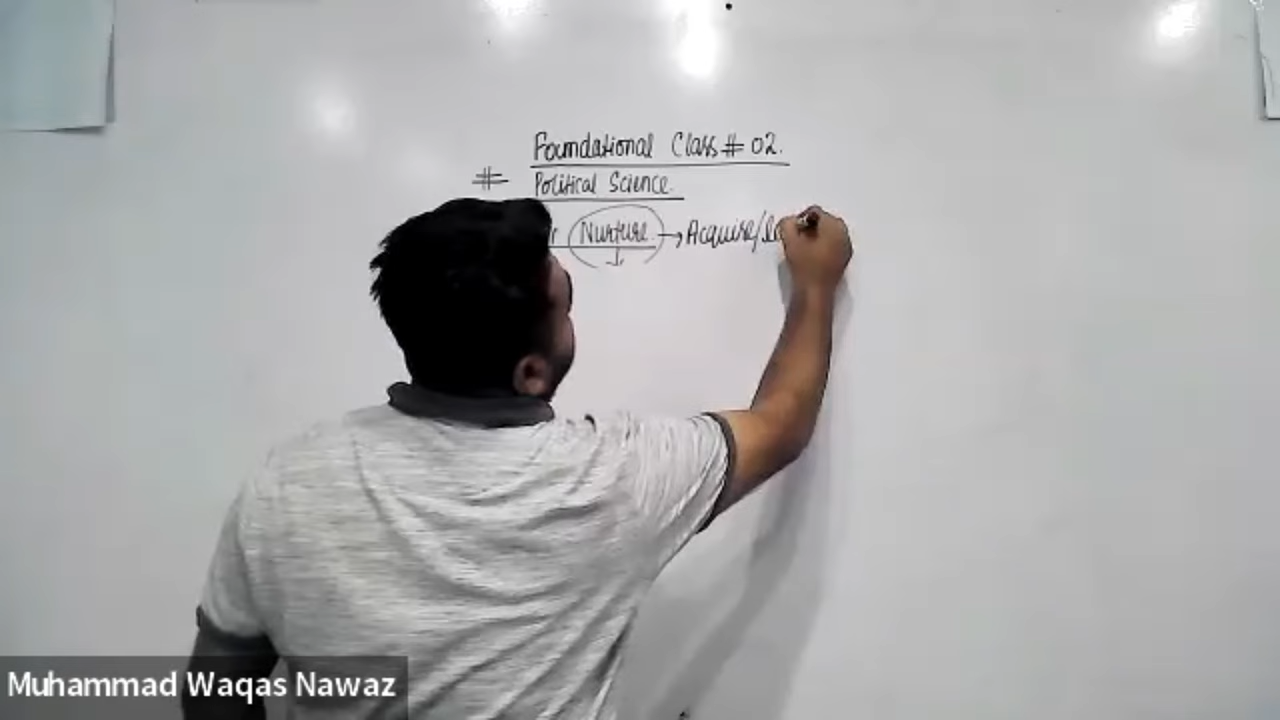 Foundational Class # 02.
# Political Science.
Nurture → Acquire/
Muhammad Waqas Nawaz